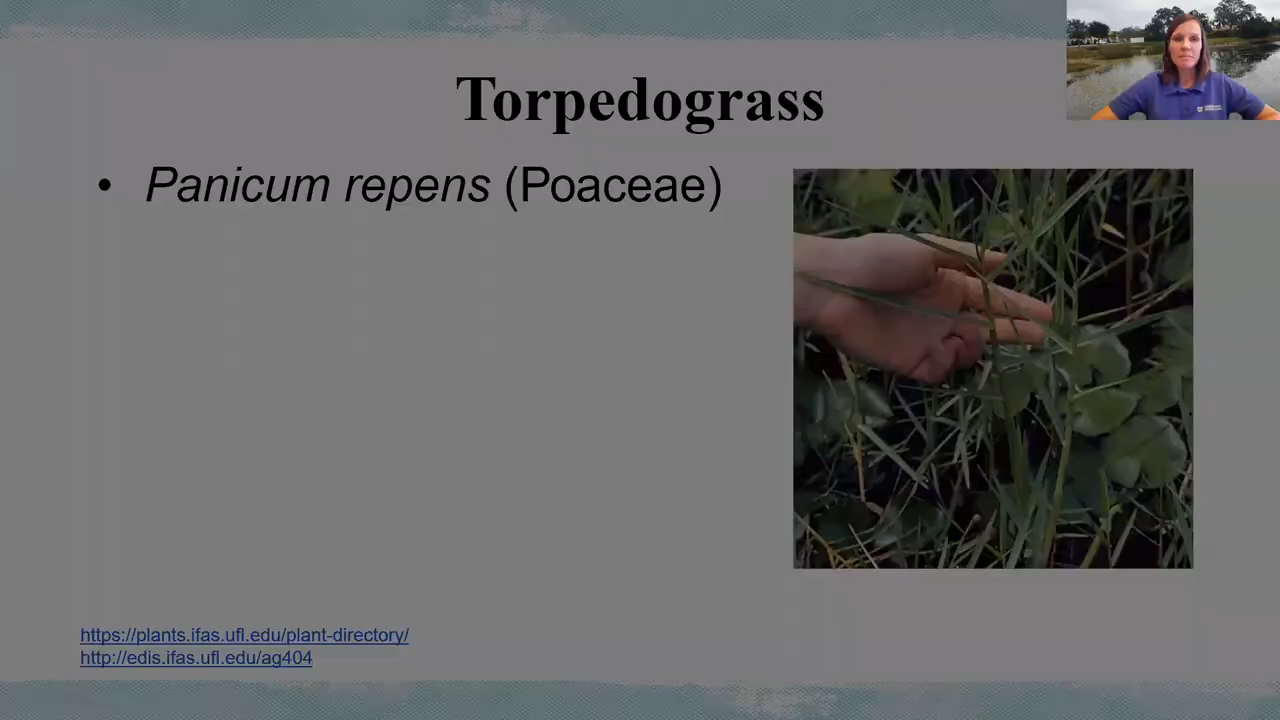 Torpedograss
• Panicum repens (Poaceae)
https://plants.ifas.ufl.edu/plant-directory/
http://edis.ifas.ufl.edu/ag404